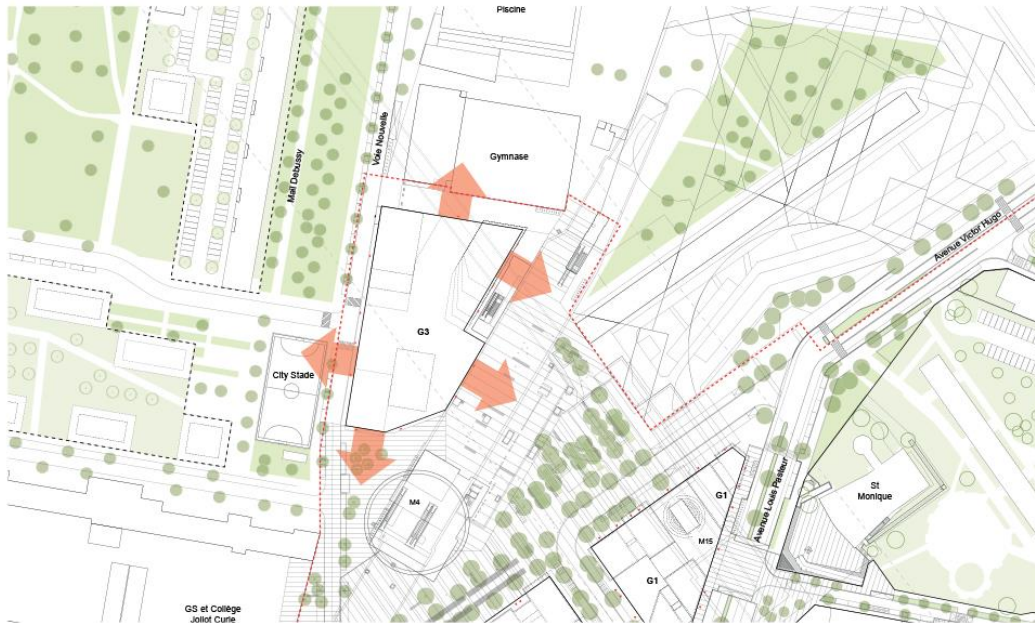 Piscine
Voie Nouvelle
Mail Debussy
Gymnase
Avenue Victor Hugo
G3
City Stade
M4
G1
Avenue Louis Pasteur
St
Monique
M15
G1
GS et Collège
Joliot Curie